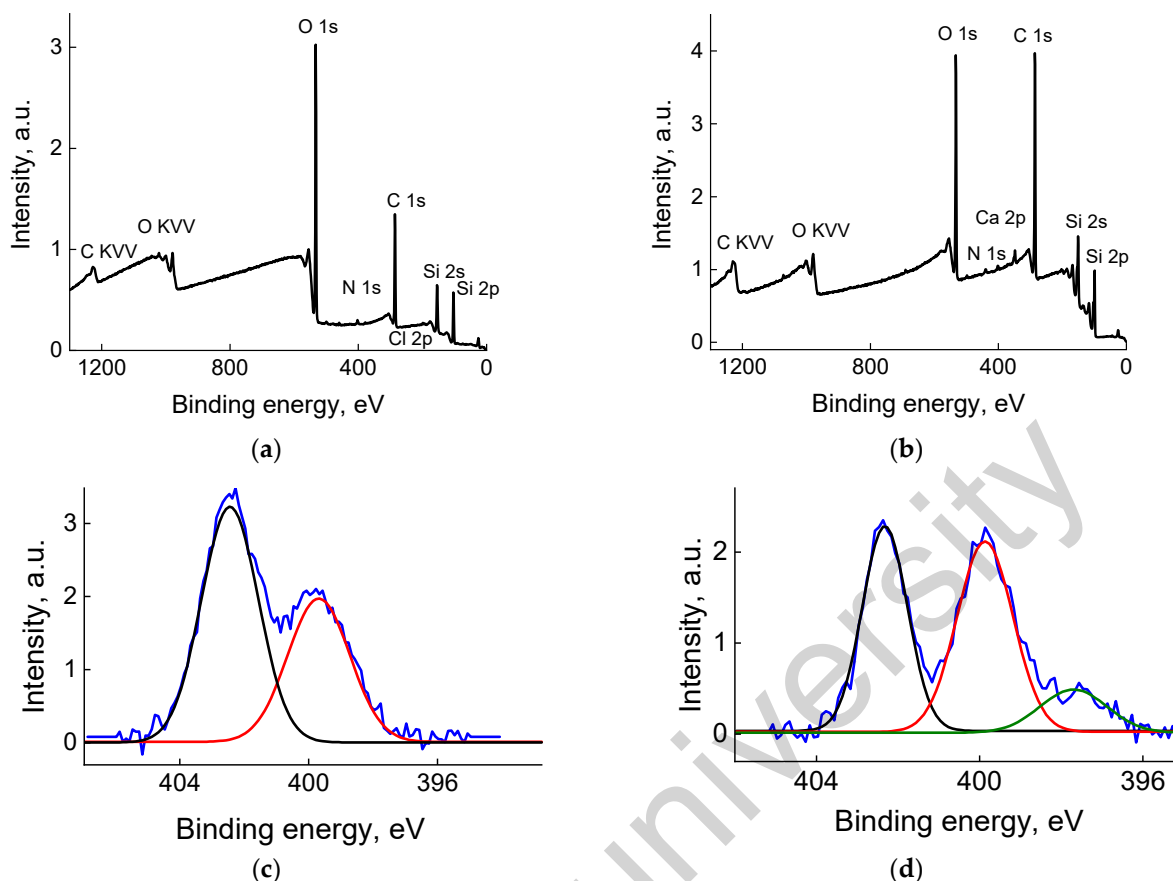 O 1s
3
C 1s
2
O KVV
C KVV
1
Si 2s
N 1s
Si 2p
Cl 2p
0
1200
800
400
0
Intensity, a.u.
Binding energy, eV
(a)
O 1s
C 1s
4
3
2
Ca 2p
Si 2s
O KVV
C KVV
N 1s
Si 2p
1
0
1200
800
400
0
Intensity, a.u.
Binding energy, eV
(b)
3
2
1
0
404
400
396
Intensity, a.u.
Binding energy, eV
(c)
2
1
0
404
400
396
Intensity, a.u.
Binding energy, eV
(d)
university